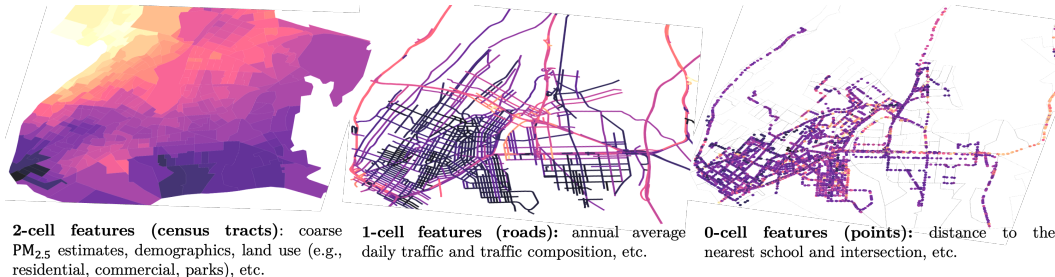 2-cell features (census tracts): coarse
PM2.5 estimates, demographics, land use (e.g.,
residential, commercial, parks), etc.
1-cell features (roads): annual average
daily traffic and traffic composition, etc.
0-cell features (points): distance to the
nearest school and intersection, etc.